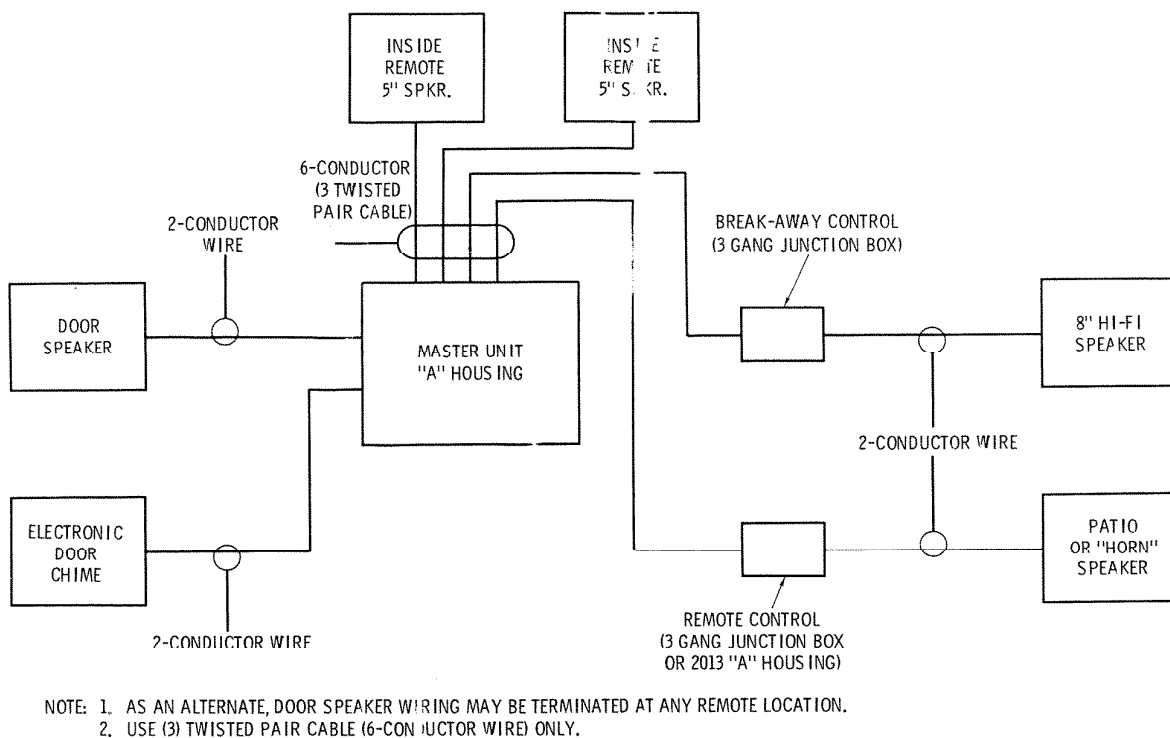 INSIDE
REMOTE
5" SPKR.
INSIDE
REMOTE
5" SPKR.
6-CONDUCTOR
(3 TWISTED
PAIR CABLE)
2-CONDUCTOR
WIRE
BREAK-AWAY CONTROL
(3 GANG JUNCTION BOX)
DOOR
SPEAKER
MASTER UNIT
"A" HOUSING
8" HI-FI
SPEAKER
2-CONDUCTOR WIRE
ELECTRONIC
DOOR
CHIME
PATIO
OR "HORN"
SPEAKER
2-CONDUCTOR WIRE
REMOTE CONTROL
(3 GANG JUNCTION BOX
OR 2013 "A" HOUSING)
NOTE: 1. AS AN ALTERNATE, DOOR SPEAKER WIRING MAY BE TERMINATED AT ANY REMOTE LOCATION.
2. USE (3) TWISTED PAIR CABLE (6-CONDUCTOR WIRE) ONLY.